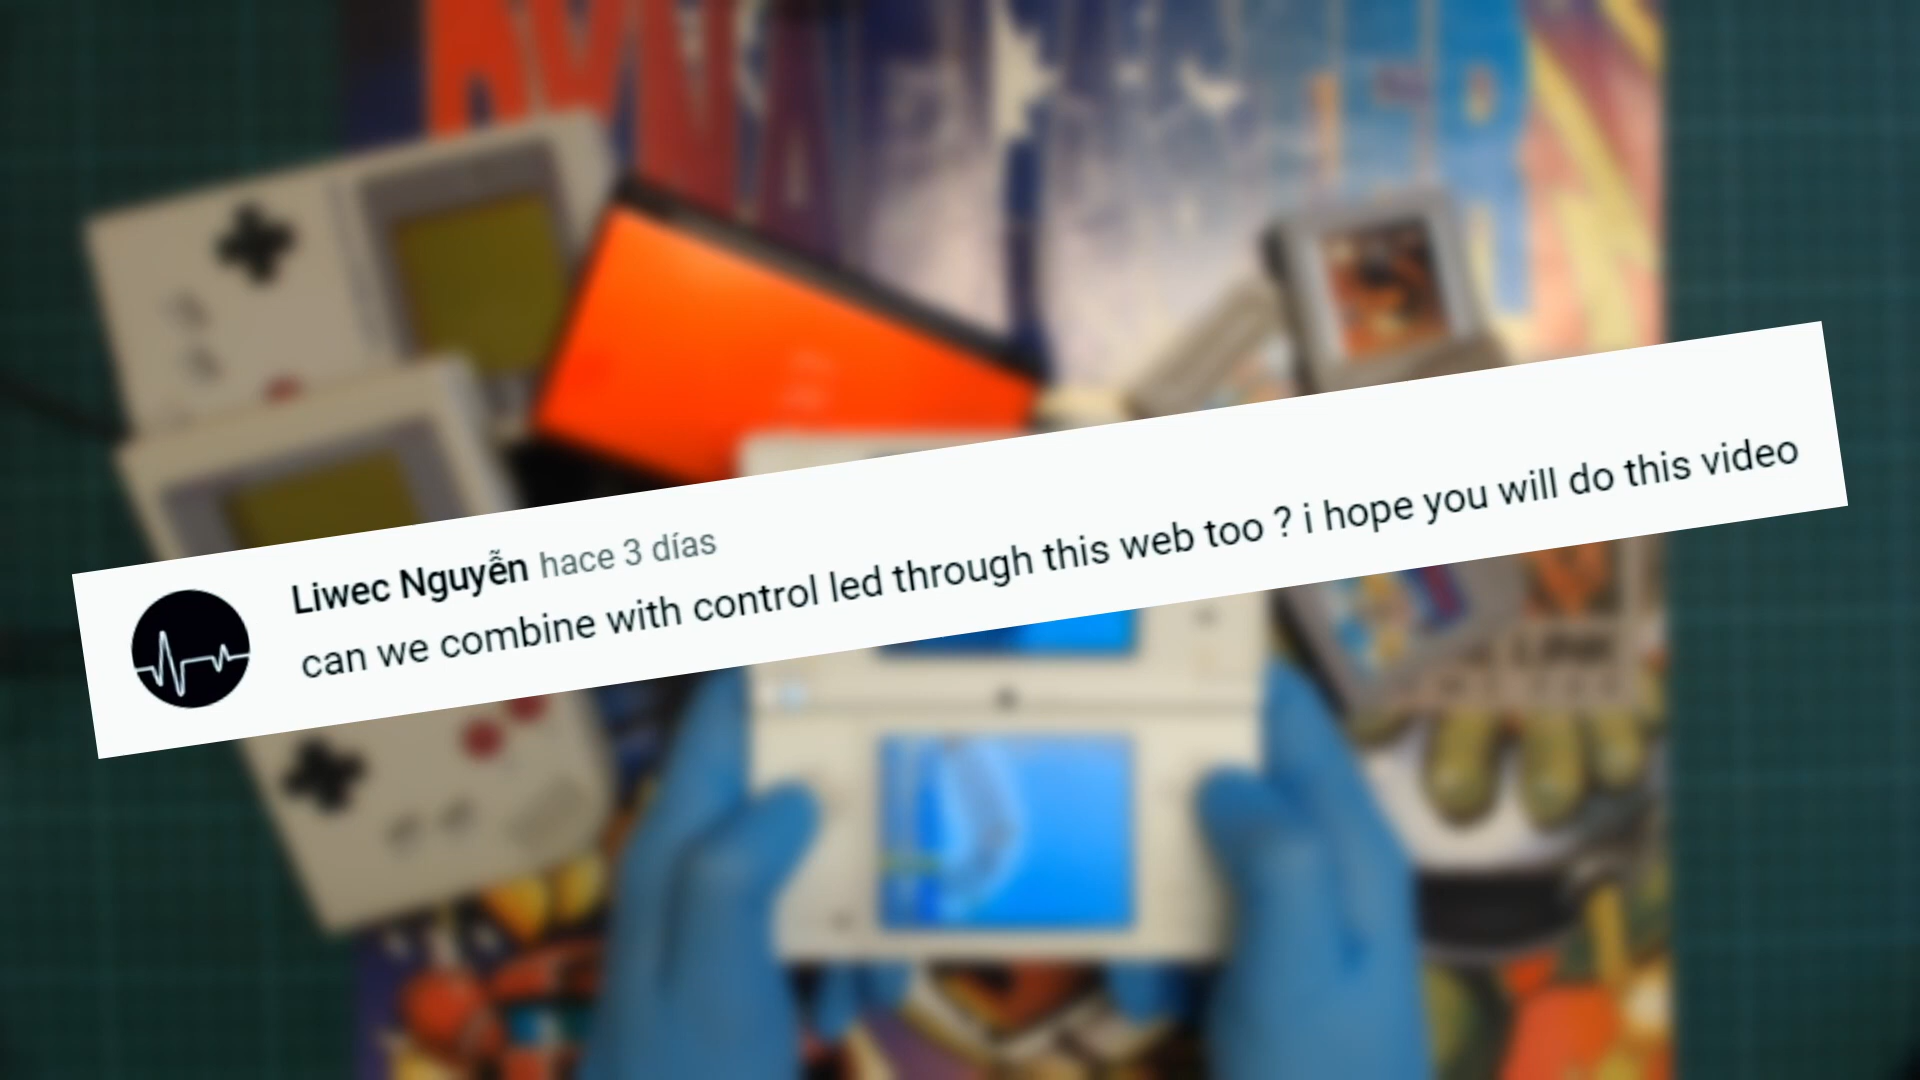 Liwec Nguyễn hace 3 días
can we combine with control led through this web too ? i hope you will do this video